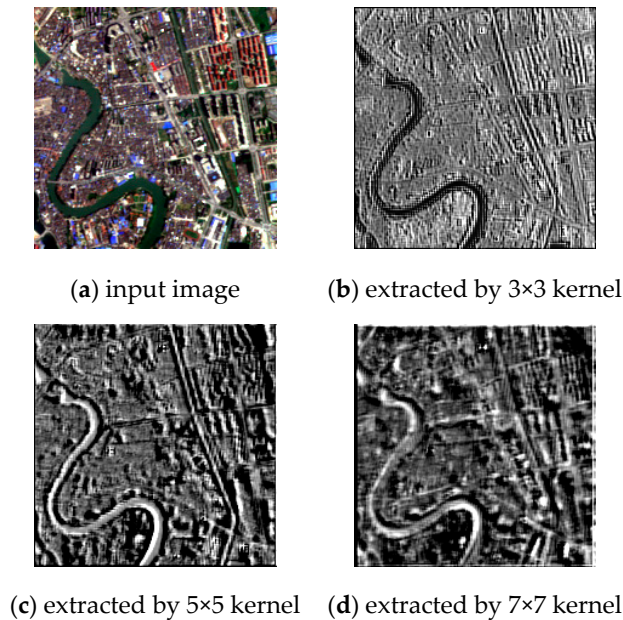 (a) input image
(b) extracted by 3×3 kernel
(c) extracted by 5×5 kernel
(d) extracted by 7×7 kernel